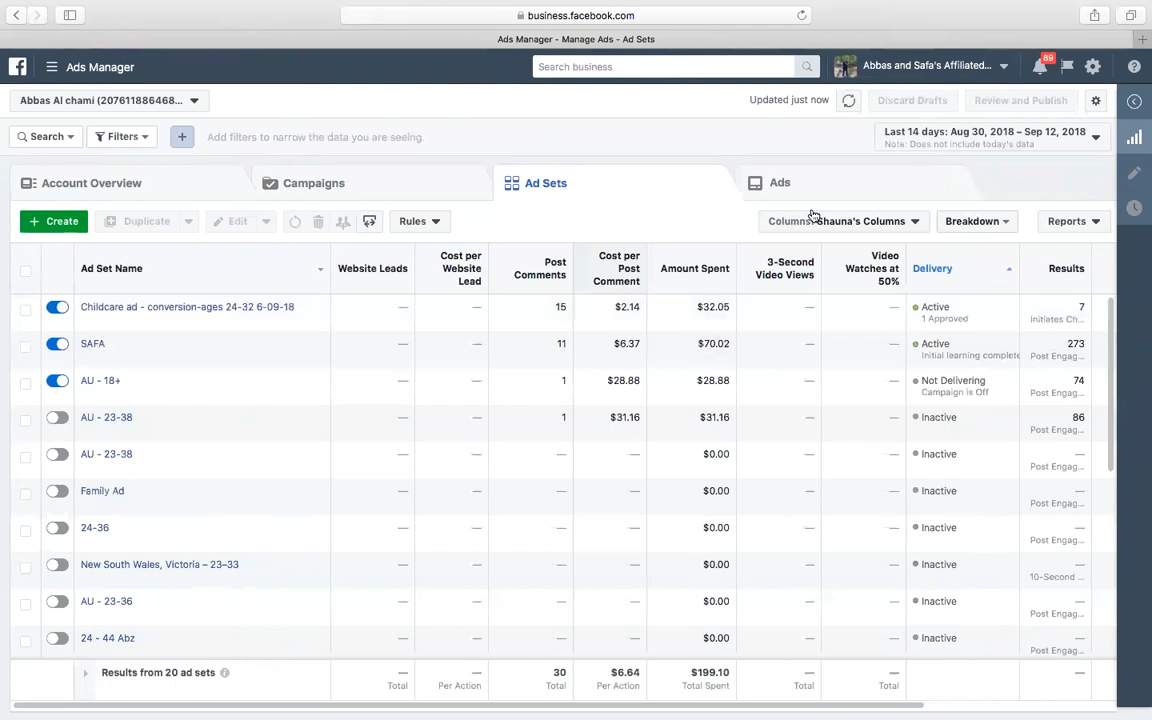 business.facebook.com
Ads Manager - Manage Ads - Ad Sets
Ads Manager
Search business
Abbas and Safa's Affiliated...
89
Abbas Al chami (207611886468...
Updated just now
Discard Drafts
Review and Publish
Search
Filters
Add filters to narrow the data you are seeing.
Last 14 days: Aug 30, 2018 – Sep 12, 2018
Note: Does not include today's data
Account Overview
Campaigns
Ad Sets
Ads
+ Create
Duplicate
Edit
Rules
Columns: Shauna's Columns
Breakdown
Reports
Ad Set Name
Website Leads
Cost per Website Lead
Post Comments
Cost per Post Comment
Amount Spent
3-Second Video Views
Video Watches at 50%
Delivery
Results
Childcare ad - conversion-ages 24-32 6-09-18 — — 15 $2.14 $32.05 — — Active 7
1 Approved Initiates Ch...
SAFA — — 11 $6.37 $70.02 — — Active 273
Initial learning complete Post Engag...
AU - 18+ — — 1 $28.88 $28.88 — — Not Delivering 74
Campaign is Off Post Engag...
AU - 23-38 — — 1 $31.16 $31.16 — — Inactive 86
Post Engag...
AU - 23-38 — — — — $0.00 — — Inactive —
Post Engag...
Family Ad — — — — $0.00 — — Inactive —
Post Engag...
24-36 — — — — $0.00 — — Inactive —
Post Engag...
New South Wales, Victoria – 23–33 — — — — $0.00 — — Inactive —
10-Second ...
AU - 23-36 — — — — $0.00 — — Inactive —
Post Engag...
24 - 44 Abz — — — — $0.00 — — Inactive —
Post Engag...
Results from 20 ad sets — — 30 $6.64 $199.10 — — —
Total Per Action Total Per Action Total Spent Total Total